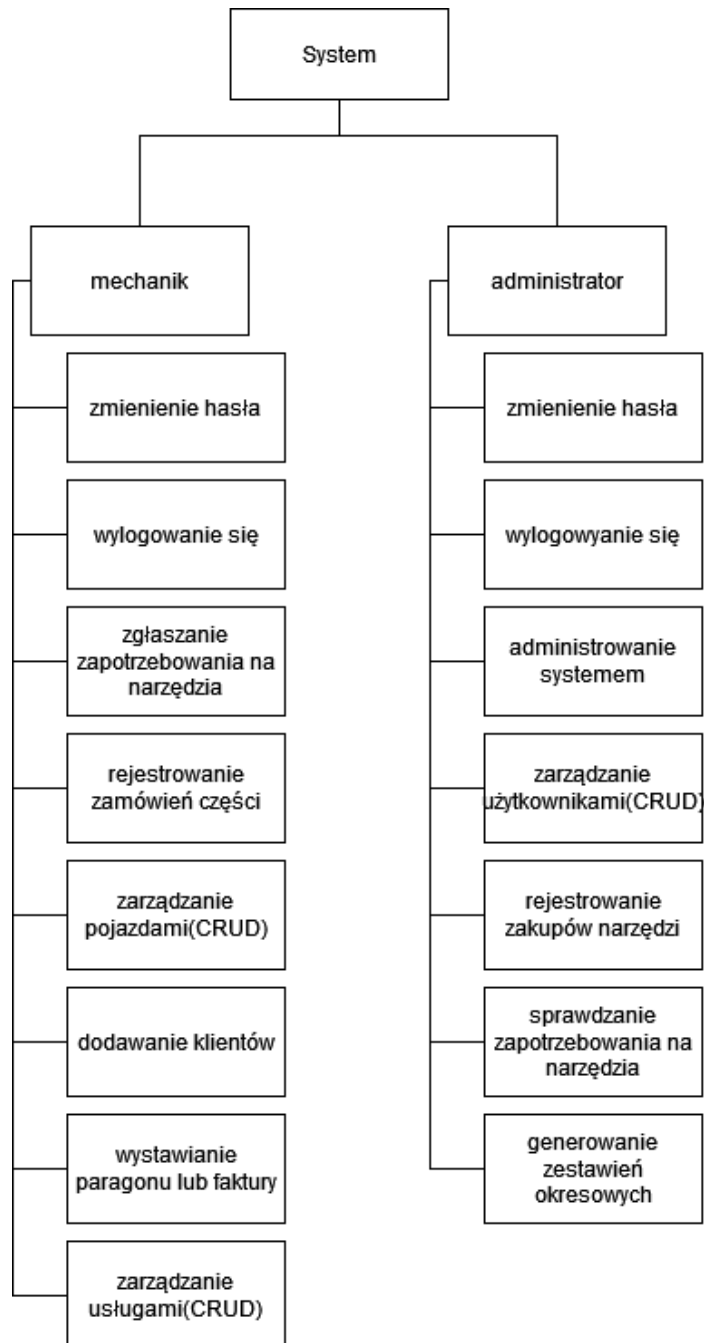 System
mechanik
zmienienie hasła
wylogowanie się
zgłaszanie
zapotrzebowania na
narzędzia
rejestrowanie
zamówień części
zarządzanie
pojazdami(CRUD)
dodawanie klientów
wystawianie
paragonu lub faktury
zarządzanie
usługami(CRUD)
administrator
zmienienie hasła
wylogowyanie się
administrowanie
systemem
zarządzanie
użytkownikami(CRUD)
rejestrowanie
zakupów narzędzi
sprawdzanie
zapotrzebowania na
narzędzia
generowanie
zestawień
okresowych